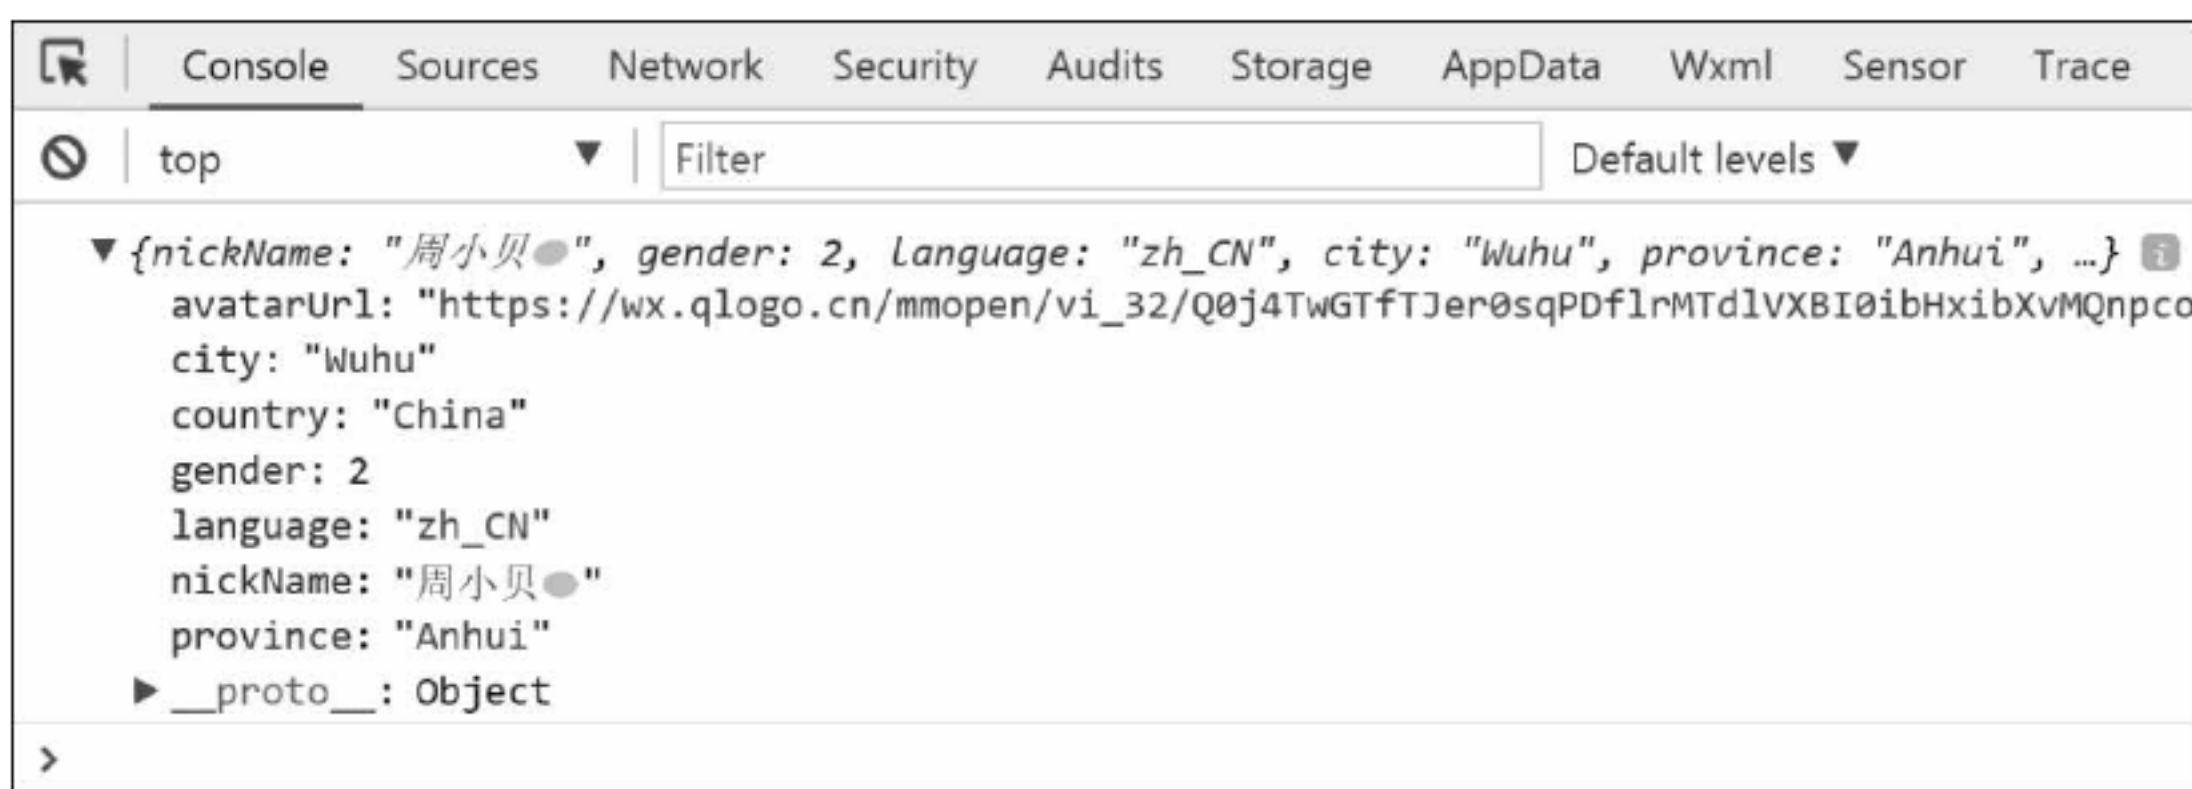 Console Sources Network Security Audits Storage AppData Wxml Sensor Trace
top Filter Default levels
{nickName: "周小贝", gender: 2, language: "zh_CN", city: "Wuhu", province: "Anhui", …} i
avatarUrl: "https://wx.qlogo.cn/mmopen/vi_32/Q0j4TwGTfTJer0sqPDflrMTdlVXBI0ibHxibXvMQnpco
city: "Wuhu"
country: "China"
gender: 2
language: "zh_CN"
nickName: "周小贝"
province: "Anhui"
__proto__: Object